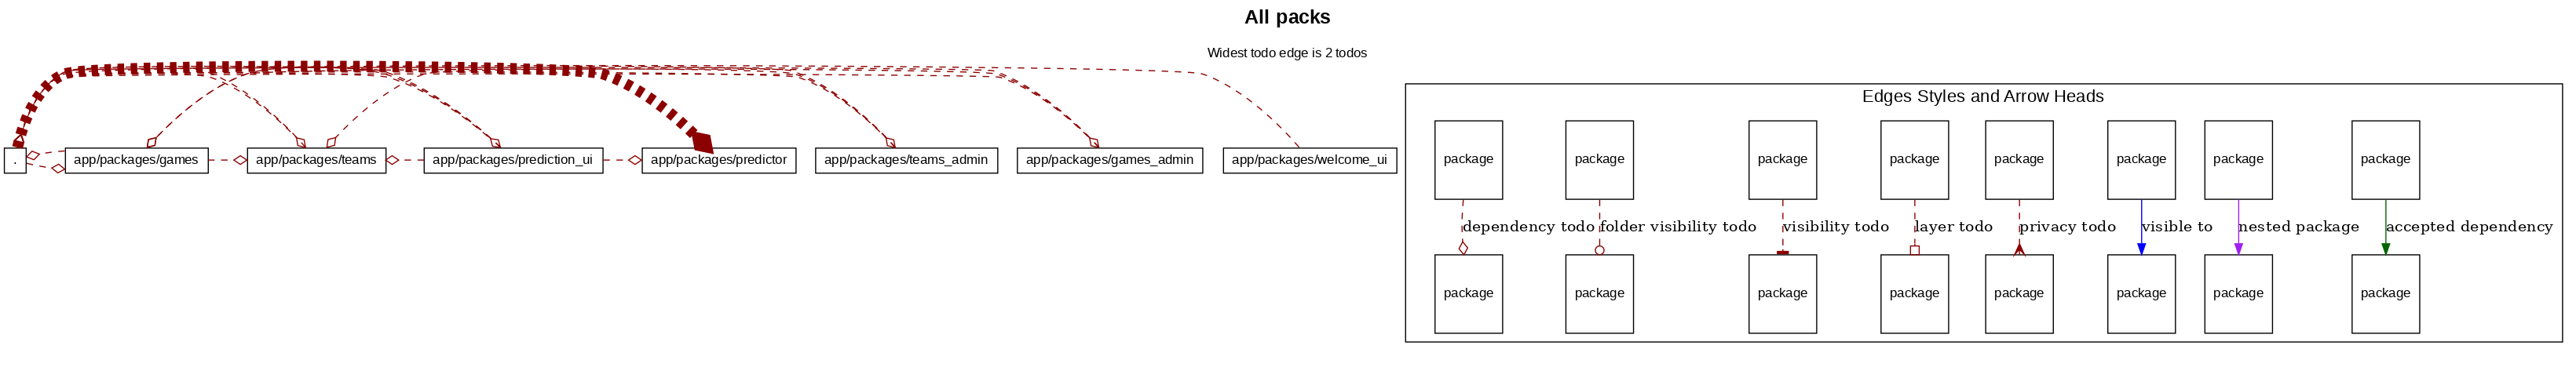 All packs
Widest todo edge is 2 todos
. app/packages/games app/packages/teams app/packages/prediction_ui app/packages/predictor app/packages/teams_admin app/packages/games_admin app/packages/welcome_ui
Edges Styles and Arrow Heads
package package package package package package package package
dependency todo folder visibility todo visibility todo layer todo privacy todo visible to nested package accepted dependency
package package package package package package package package